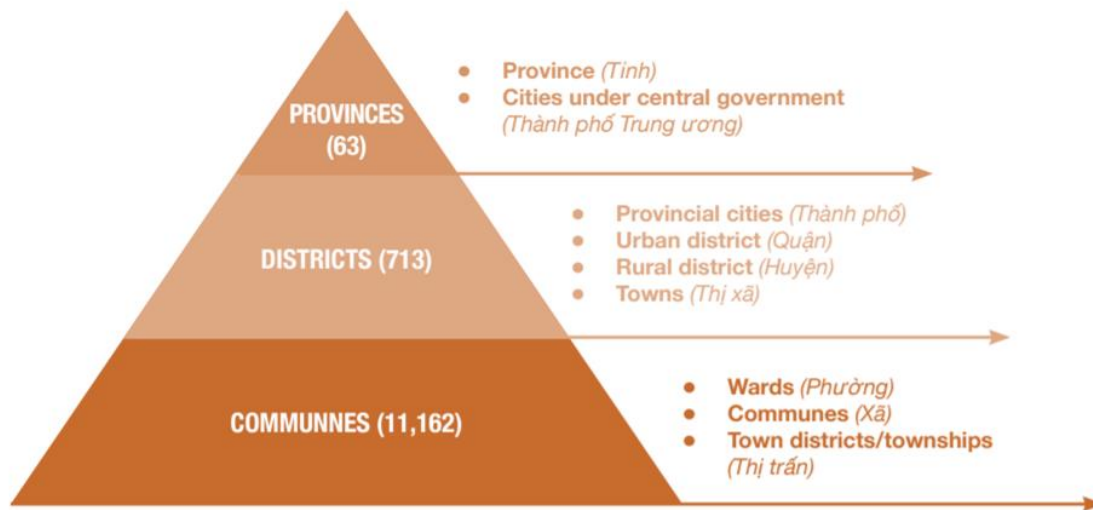 PROVINCES
(63)
• Province (Tỉnh)
• Cities under central government
(Thành phố Trung ương)
DISTRICTS (713)
• Provincial cities (Thành phố)
• Urban district (Quận)
• Rural district (Huyện)
• Towns (Thị xã)
COMMUNNES (11,162)
• Wards (Phường)
• Communes (Xã)
• Town districts/townships
(Thị trấn)